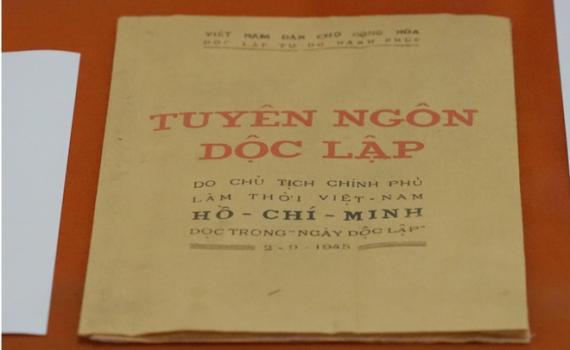 VIỆT NAM DÂN CHỦ CỘNG HÒA
ĐỘC LẬP TỰ DO HẠNH PHÚC
TUYÊN NGÔN
ĐỘC LẬP
DO CHỦ TỊCH CHÍNH PHỦ
LÂM THỜI VIỆT-NAM
HỒ-CHÍ-MINH
ĐỌC TRONG "NGÀY ĐỘC LẬP"
2-9-1945